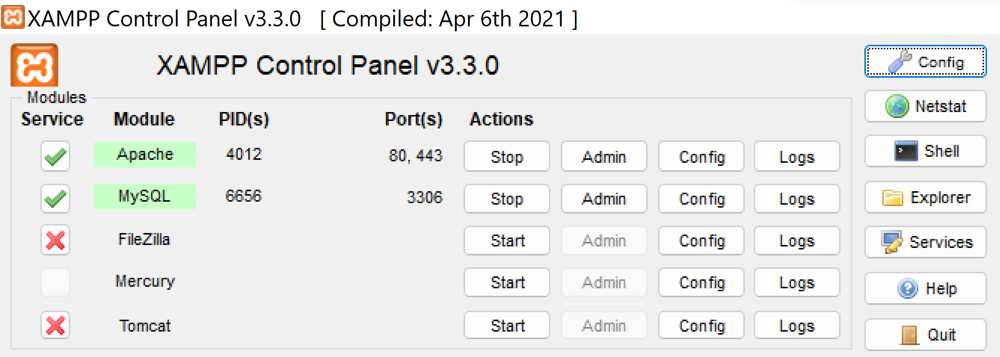 XAMPP Control Panel v3.3.0 [ Compiled: Apr 6th 2021 ]
XAMPP Control Panel v3.3.0
Config
Modules
Service Module PID(s) Port(s) Actions
Netstat
Apache 4012 80, 443 Stop Admin Config Logs
Shell
MySQL 6656 3306 Stop Admin Config Logs
Explorer
FileZilla Start Admin Config Logs
Services
Mercury Start Admin Config Logs
Help
Tomcat Start Admin Config Logs
Quit